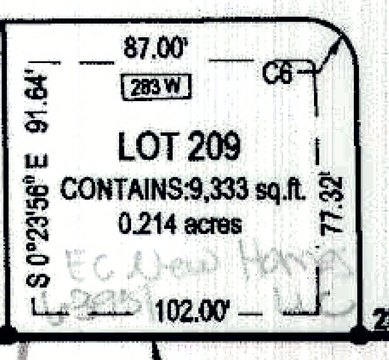 87.00'
283 W
C6
S 0°23'56" E 91.64'
LOT 209
CONTAINS:9,333 sq.ft.
0.214 acres
77.32'
EC New Homes
LLC
102.00'